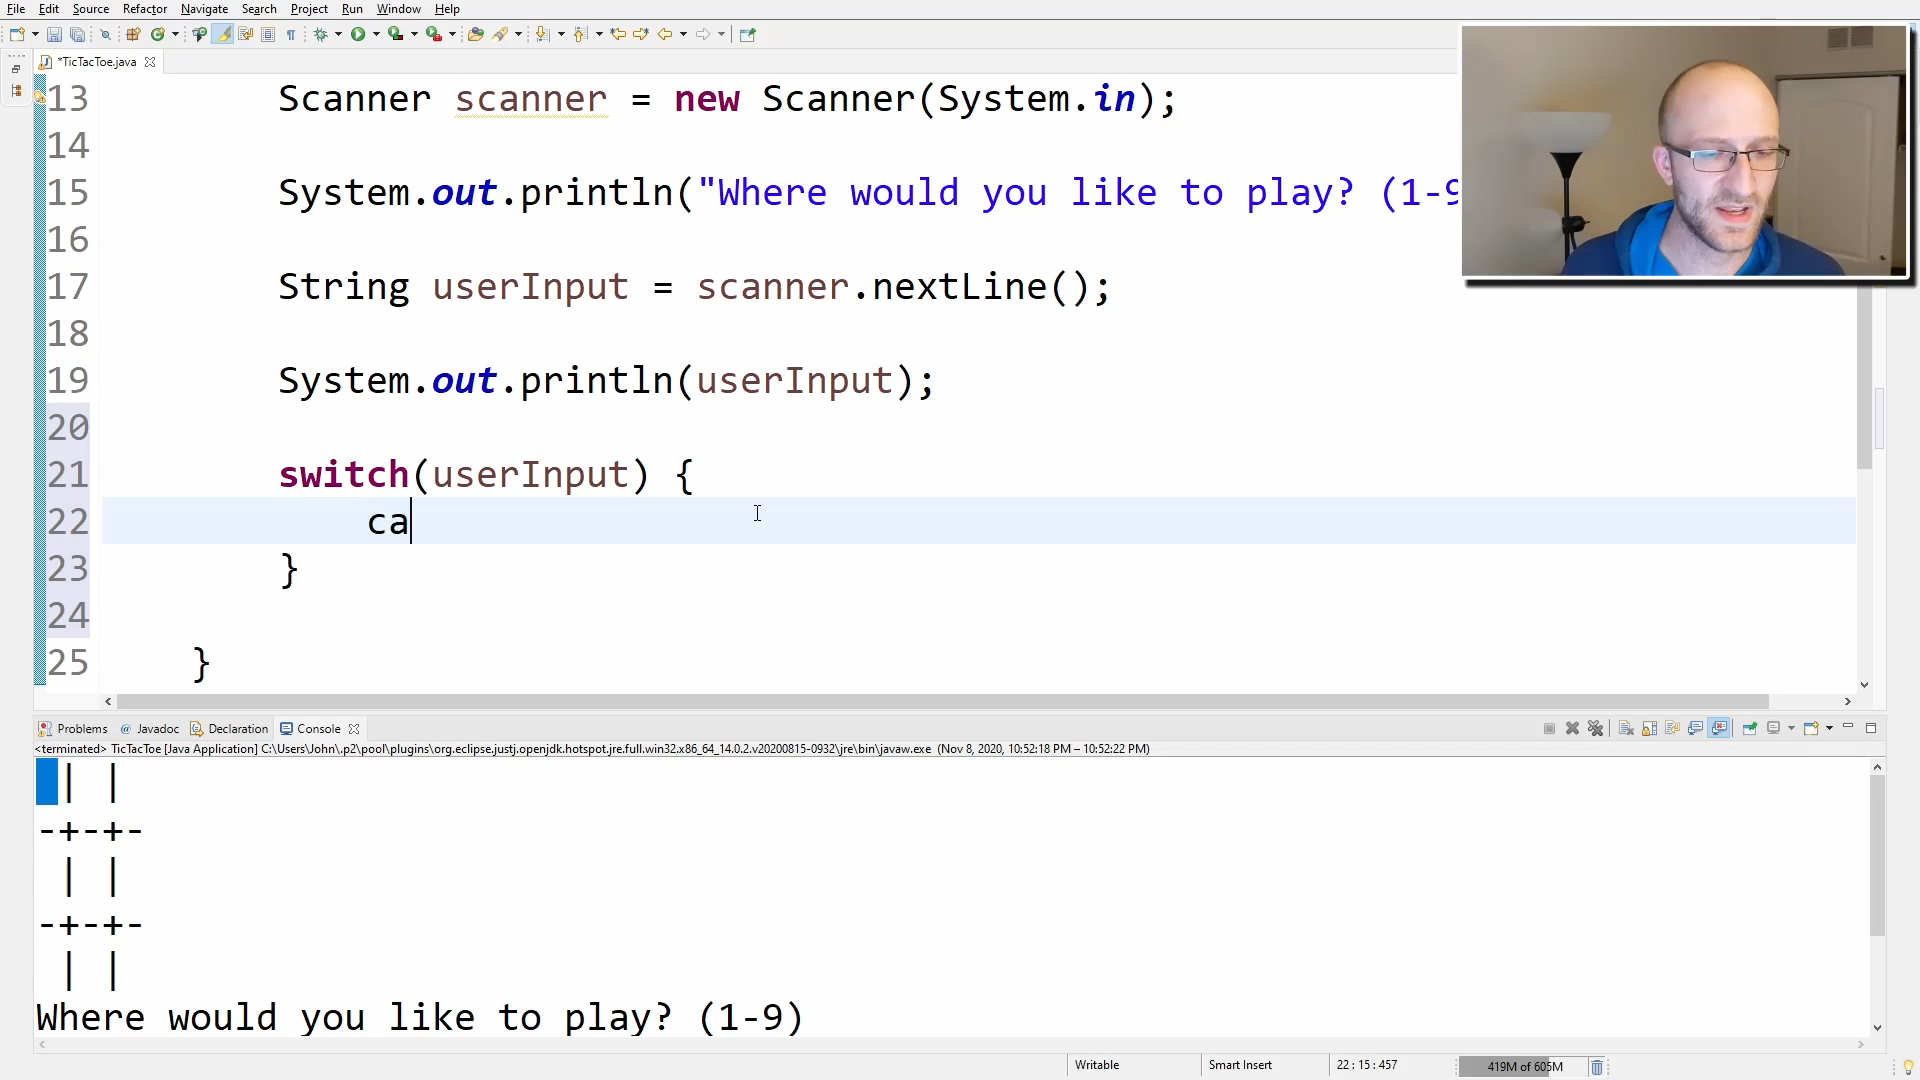 File Edit Source Refactor Navigate Search Project Run Window Help
*TicTacToe.java
13 Scanner scanner = new Scanner(System.in);
14
15 System.out.println("Where would you like to play? (1-9
16
17 String userInput = scanner.nextLine();
18
19 System.out.println(userInput);
20
21 switch(userInput) {
22 ca
23 }
24
25 }
Problems @ Javadoc Declaration Console
<terminated> TicTacToe [Java Application] C:\Users\John\.p2\pool\plugins\org.eclipse.justj.openjdk.hotspot.jre.full.win32.x86_64_14.0.2.v20200815-0932\jre\bin\javaw.exe (Nov 8, 2020, 10:52:18 PM – 10:52:22 PM)
| |
-+-+-
| |
-+-+-
| |
Where would you like to play? (1-9)
Writable Smart Insert 22 : 15 : 457 419M of 605M